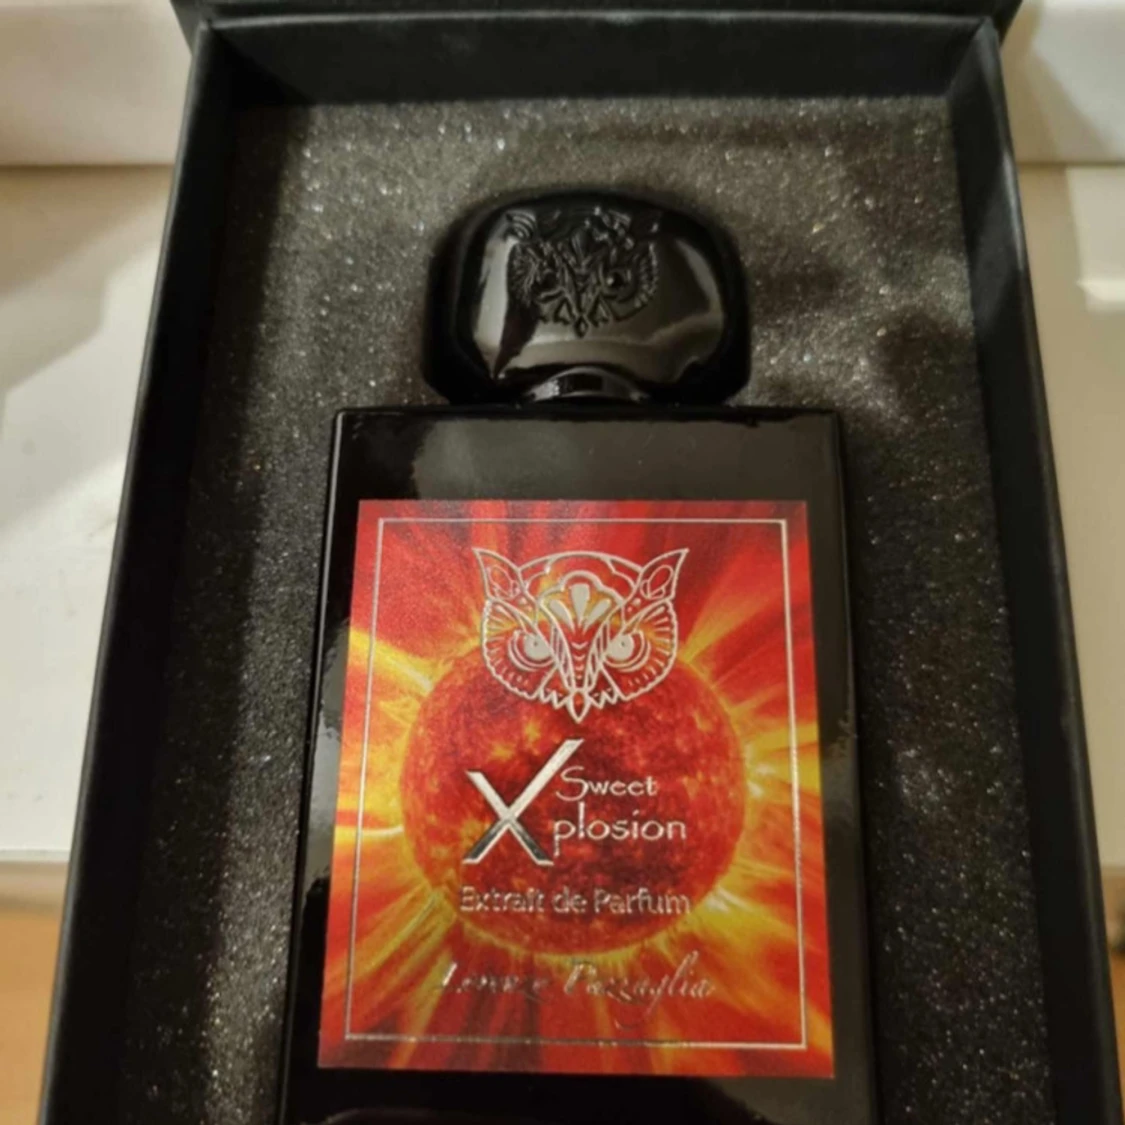 Sweet
Xplosion
Extrait de Parfum
Lorenzo Pazzaglia